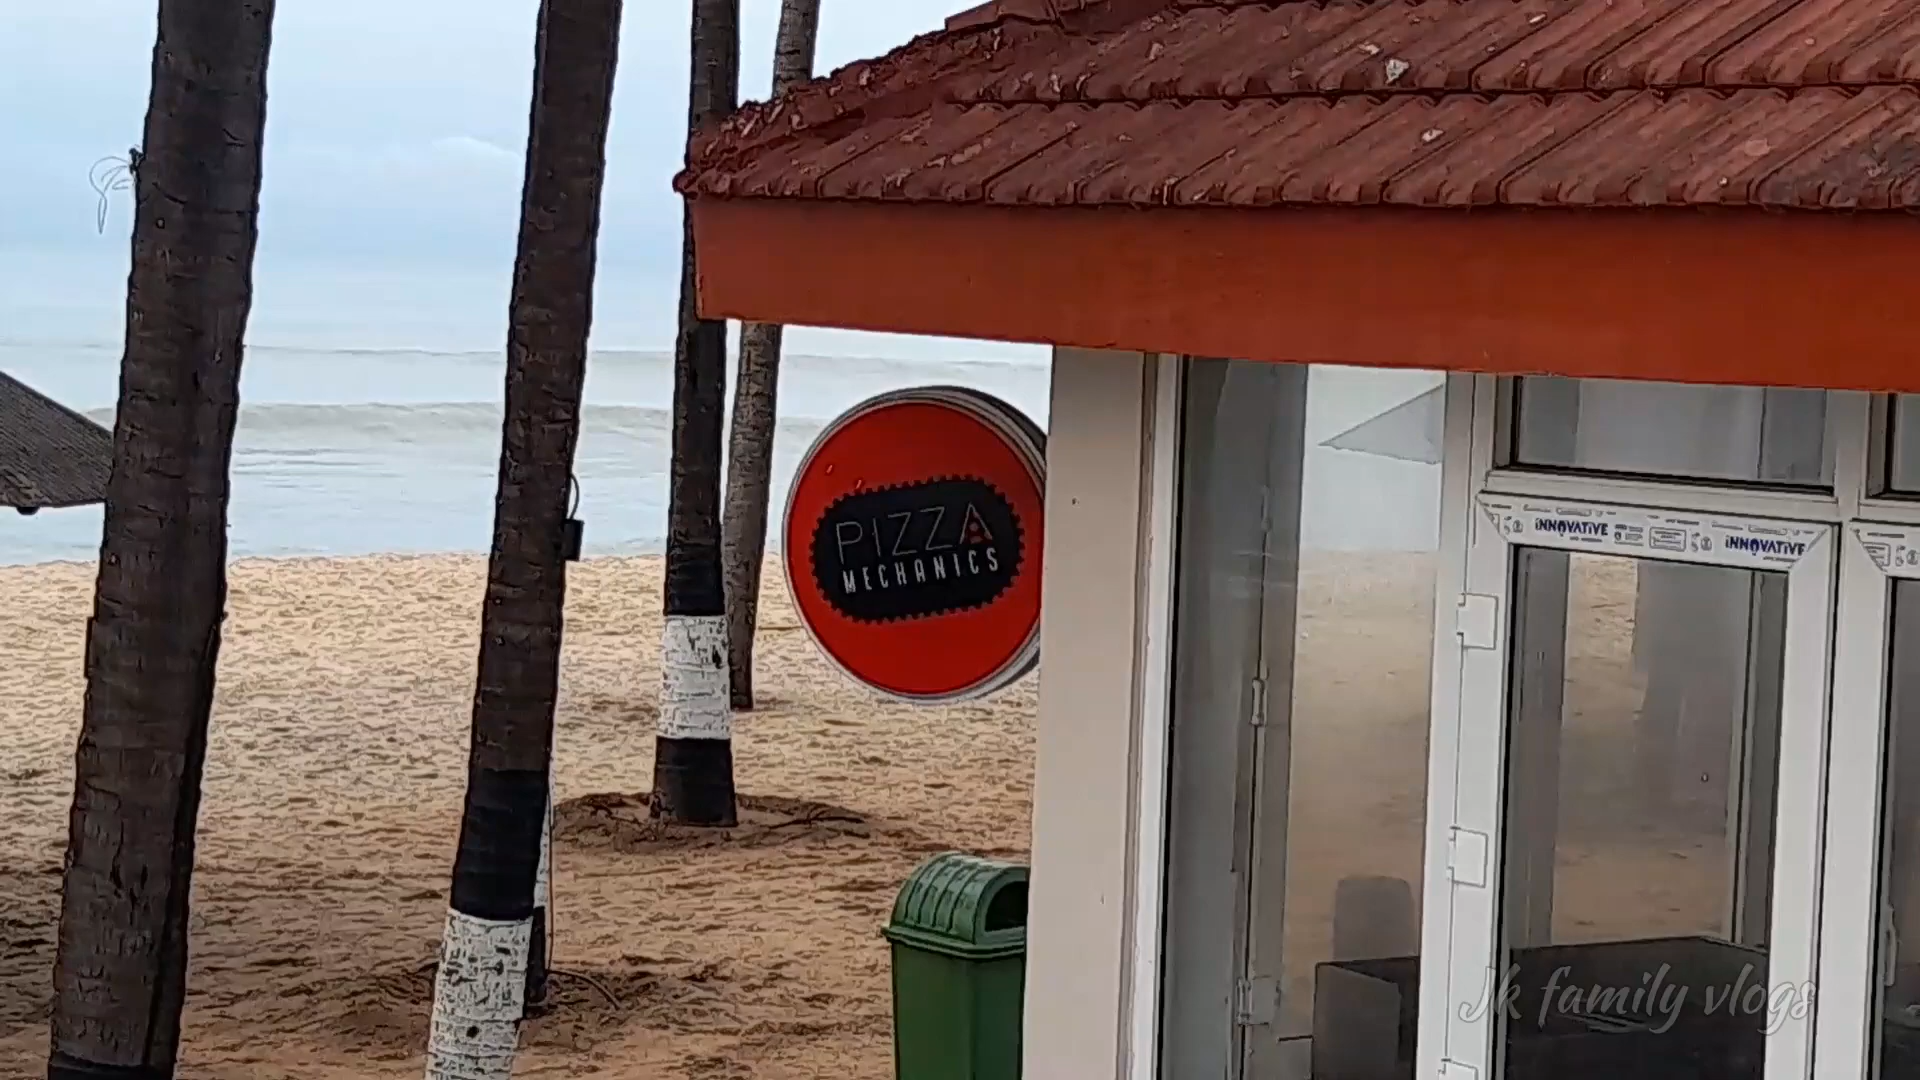 PIZZA
MECHANICS
iNNOVATiVE
iNNOVATiVE
Jk family vlogs